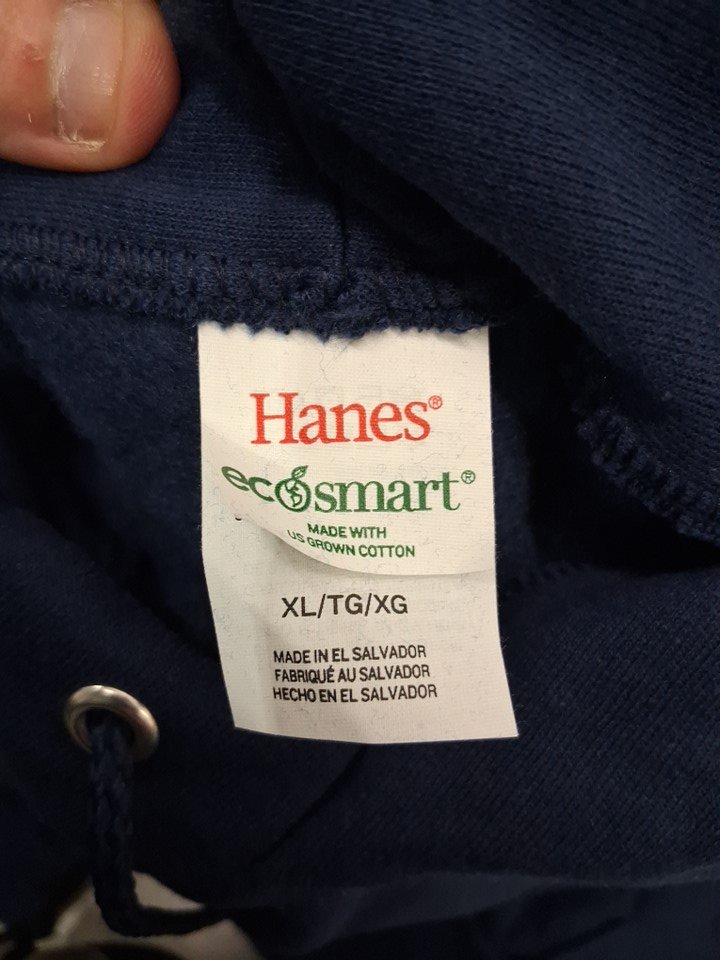 Hanes®
ecosmart®
MADE WITH
US GROWN COTTON
XL/TG/XG
MADE IN EL SALVADOR
FABRIQUÉ AU SALVADOR
HECHO EN EL SALVADOR